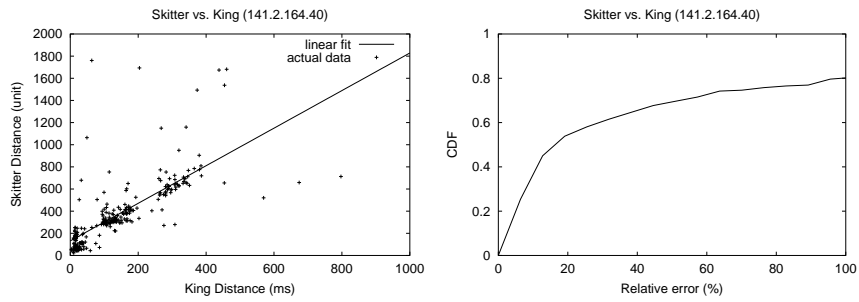 Skitter vs. King (141.2.164.40)
linear fit
actual data
2000
1800
1600
1400
1200
1000
800
600
400
200
0
Skitter Distance (unit)
0 200 400 600 800 1000
King Distance (ms)
Skitter vs. King (141.2.164.40)
1
0.8
0.6
0.4
0.2
0
CDF
0 20 40 60 80 100
Relative error (%)